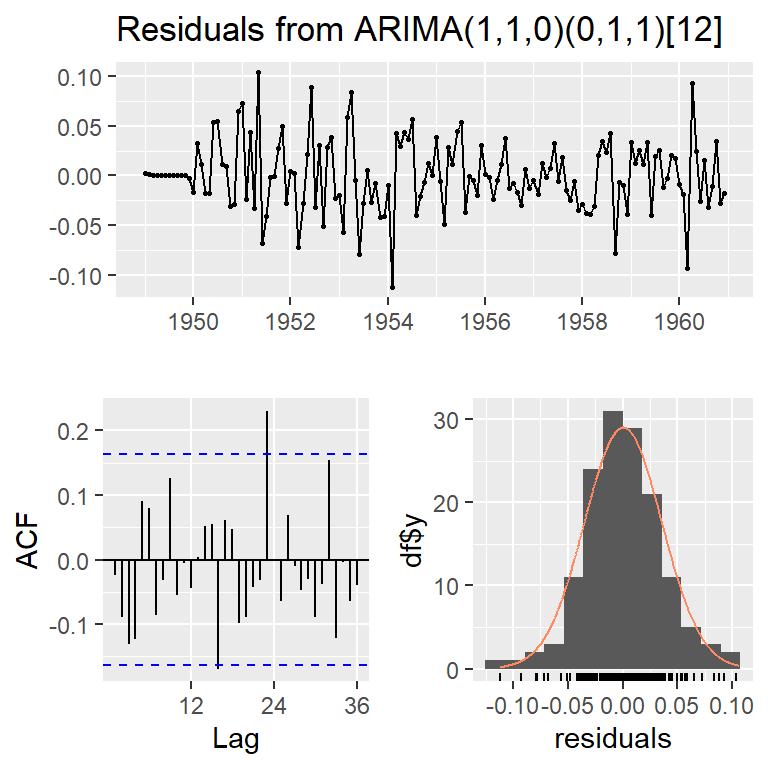 Residuals from ARIMA(1,1,0)(0,1,1)[12]
0.10
0.05
0.00
-0.05
-0.10
1950 1952 1954 1956 1958 1960
ACF
0.2
0.1
0.0
-0.1
12 24 36
Lag
df$y
30
20
10
0
-0.10 -0.05 0.00 0.05 0.10
residuals